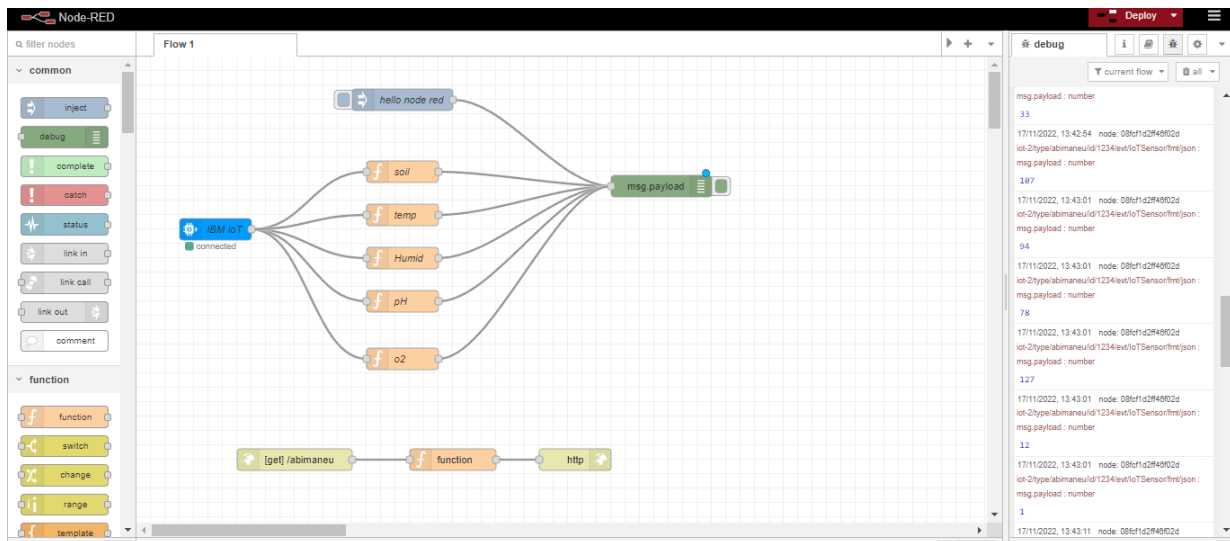 Node-RED
Deploy
filter nodes
Flow 1
debug
current flow
all
common
inject
debug
complete
catch
status
link in
link call
link out
comment
function
function
switch
change
range
template
hello node red
soil
temp
Humid
pH
o2
IBM IoT
connected
msg.payload
[get] /abimaneu
function
http
msg.payload : number
33
17/11/2022, 13:42:54 node: 08fcf1d2ff46f02d
iot-2/type/abimaneu/id/1234/evt/IoTSensor/fmt/json :
msg.payload : number
107
17/11/2022, 13:43:01 node: 08fcf1d2ff46f02d
iot-2/type/abimaneu/id/1234/evt/IoTSensor/fmt/json :
msg.payload : number
94
17/11/2022, 13:43:01 node: 08fcf1d2ff46f02d
iot-2/type/abimaneu/id/1234/evt/IoTSensor/fmt/json :
msg.payload : number
78
17/11/2022, 13:43:01 node: 08fcf1d2ff46f02d
iot-2/type/abimaneu/id/1234/evt/IoTSensor/fmt/json :
msg.payload : number
127
17/11/2022, 13:43:01 node: 08fcf1d2ff46f02d
iot-2/type/abimaneu/id/1234/evt/IoTSensor/fmt/json :
msg.payload : number
12
17/11/2022, 13:43:01 node: 08fcf1d2ff46f02d
iot-2/type/abimaneu/id/1234/evt/IoTSensor/fmt/json :
msg.payload : number
1
17/11/2022, 13:43:11 node: 08fcf1d2ff46f02d